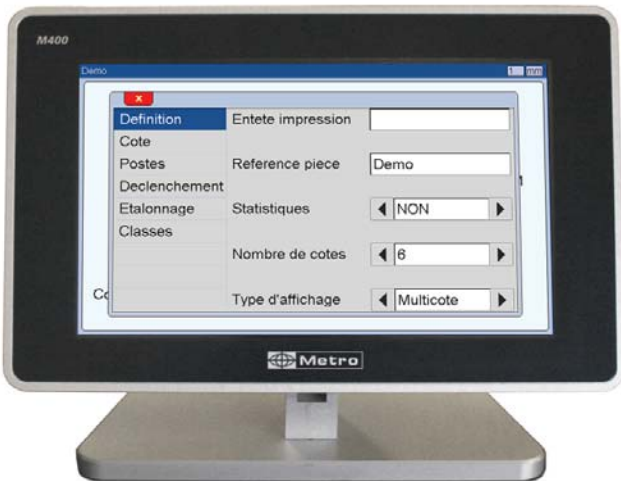 M400
Demo 1 mm
x
Definition Entete impression
Cote
Postes Reference piece Demo
Declenchement
Etalonnage Statistiques NON
Classes
Nombre de cotes 6
Type d'affichage Multicote
Metro